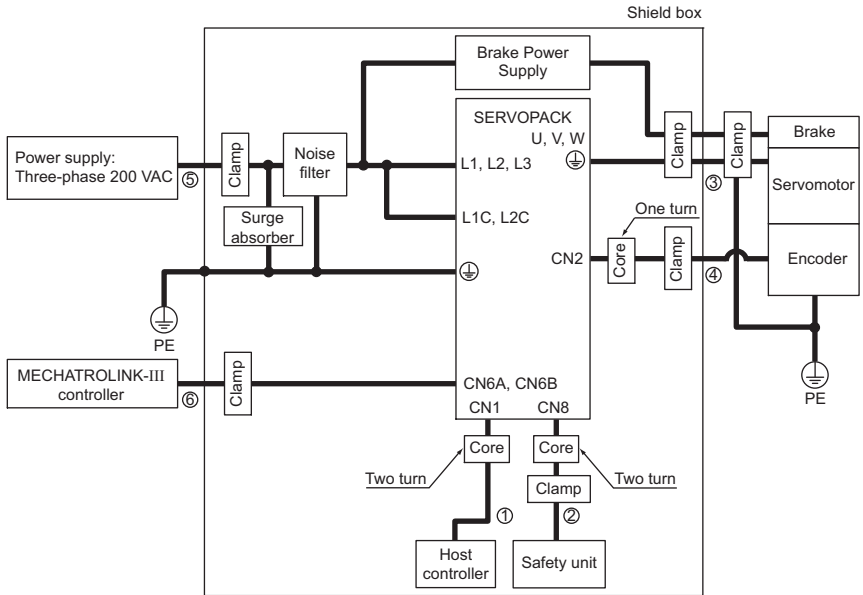 Shield box
Brake Power
Supply
SERVOPACK
U, V, W
Clamp
Clamp
Brake
Power supply:
Three-phase 200 VAC
⑤
Clamp
Noise
filter
L1, L2, L3
③
Servomotor
Surge
absorber
L1C, L2C
One turn
CN2
Core
Clamp
④
Encoder
PE
MECHATROLINK-III
controller
⑥
Clamp
CN6A, CN6B
PE
CN1
CN8
Core
Core
Two turn
Two turn
Clamp
①
②
Host
controller
Safety unit